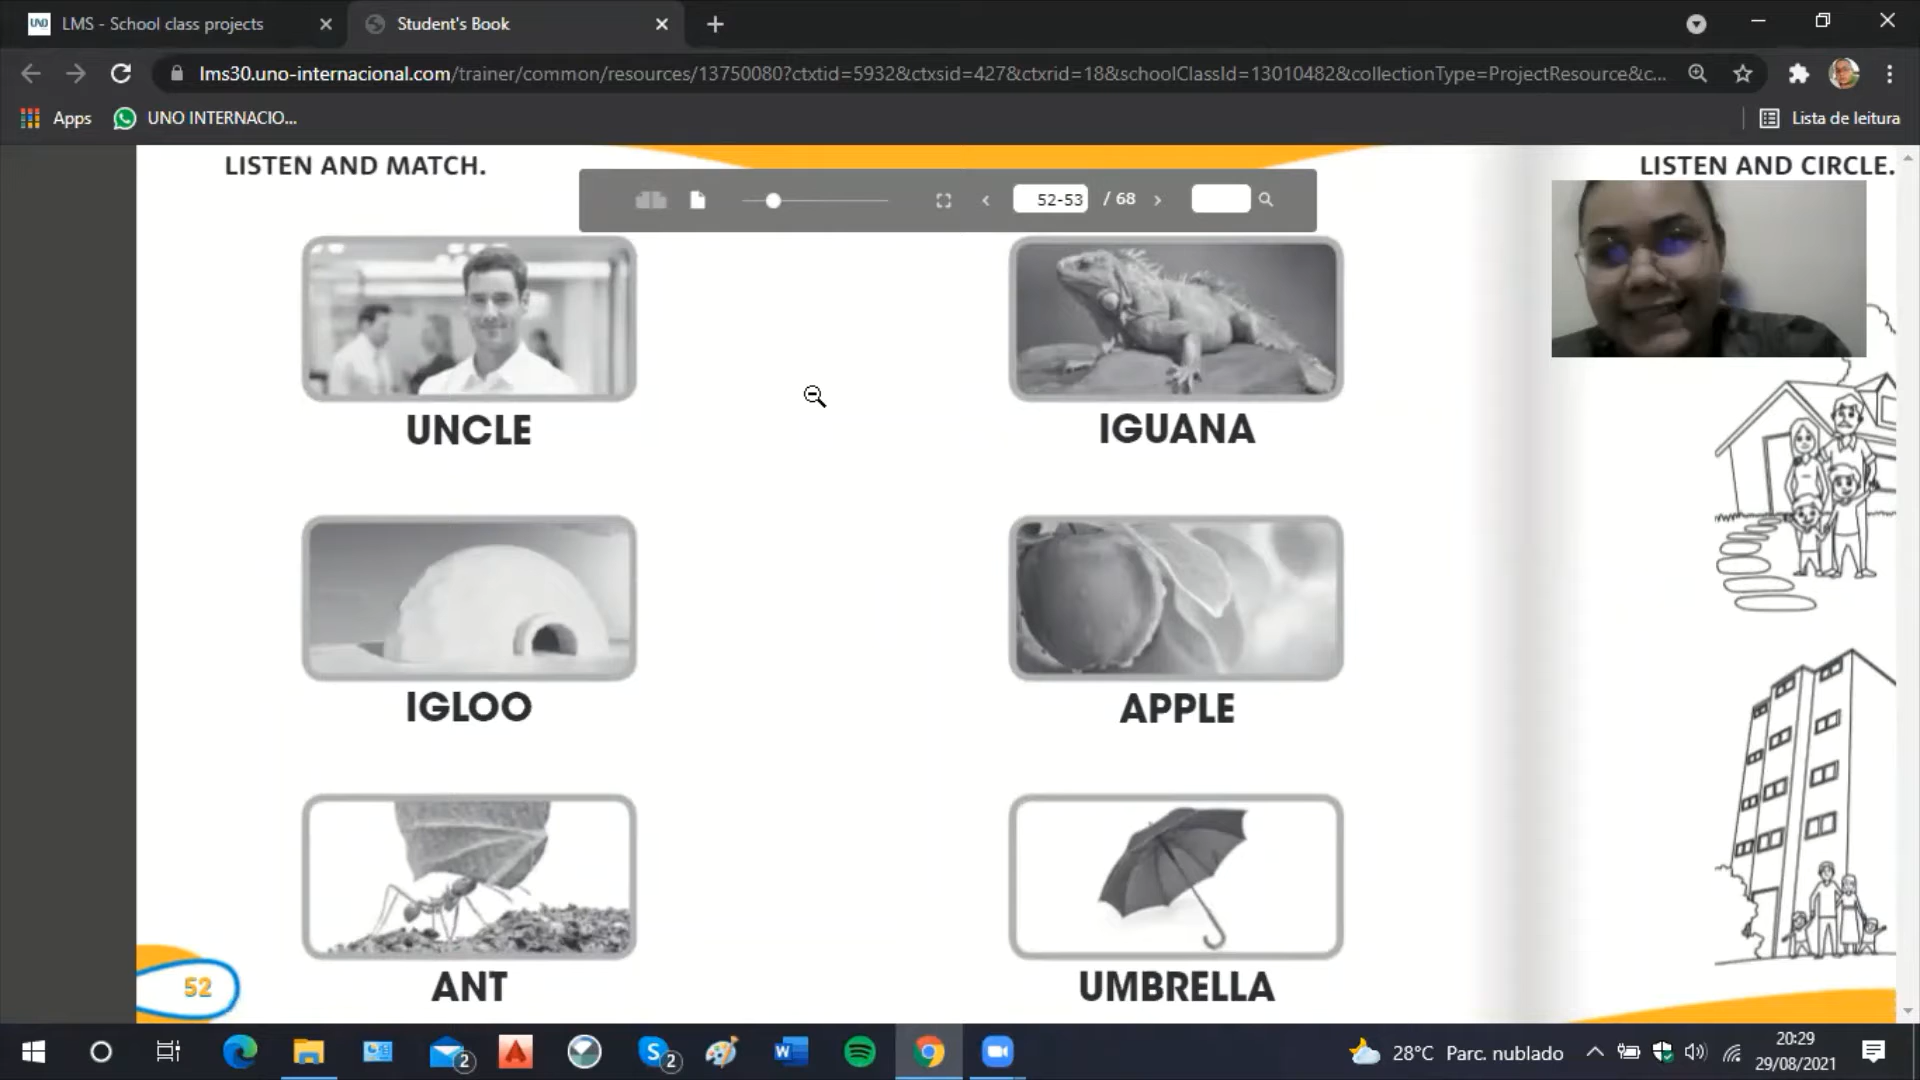 LMS - School class projects
Student's Book
lms30.uno-internacional.com/trainer/common/resources/13750080?ctxtid=5932&ctxsid=427&ctxrid=18&schoolClassId=13010482&collectionType=ProjectResource&c...
Apps
UNO INTERNACIO...
Lista de leitura
LISTEN AND MATCH.
LISTEN AND CIRCLE.
52-53 / 68
UNCLE
IGUANA
IGLOO
APPLE
ANT
UMBRELLA
52
2
2
28°C Parc. nublado
20:29
29/08/2021